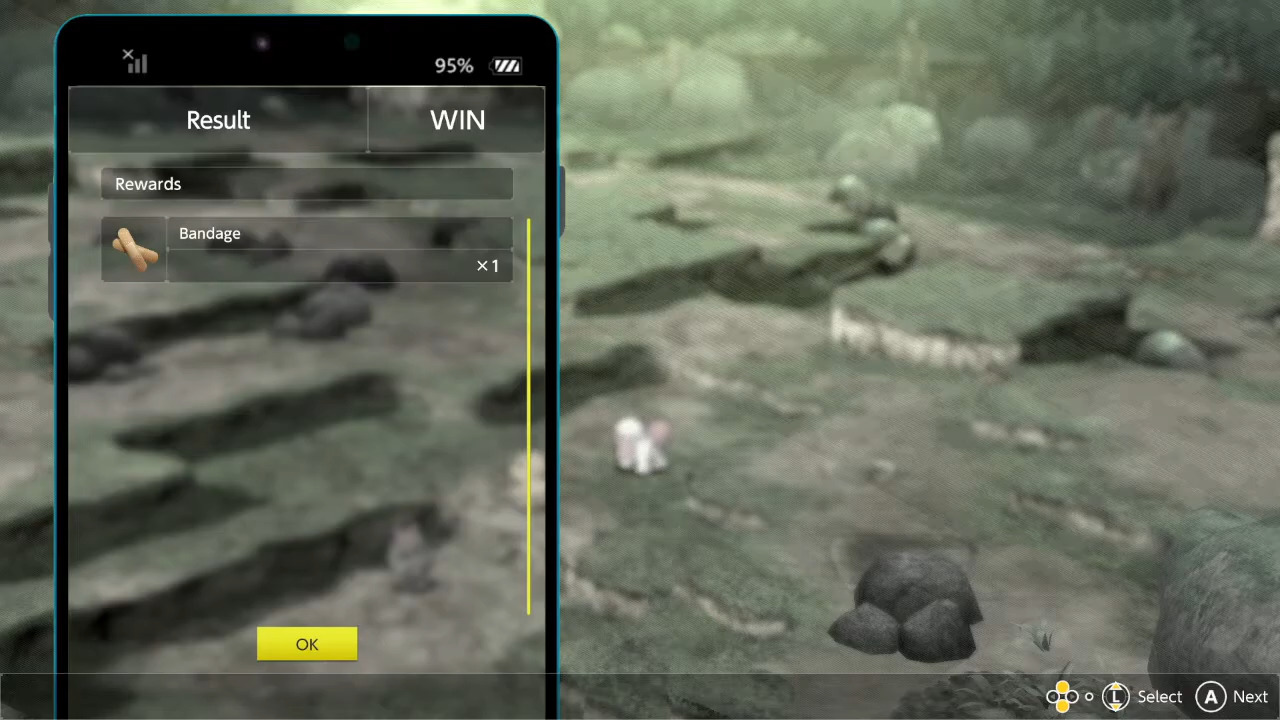 95%
Result WIN
Rewards
Bandage
×1
OK
L Select A Next